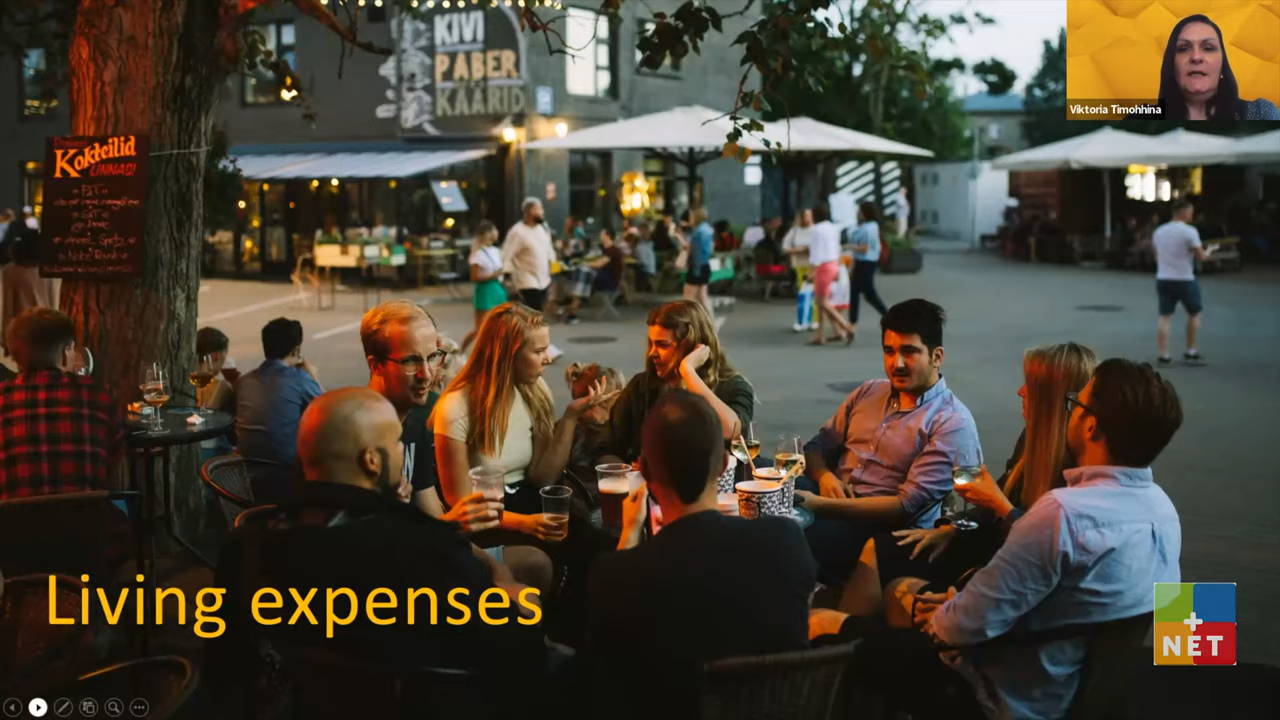 KIVI
PABER
KÄÄRID
Viktoria Timohhina
Kokteilid
LINNAS!
Living expenses
+
NET